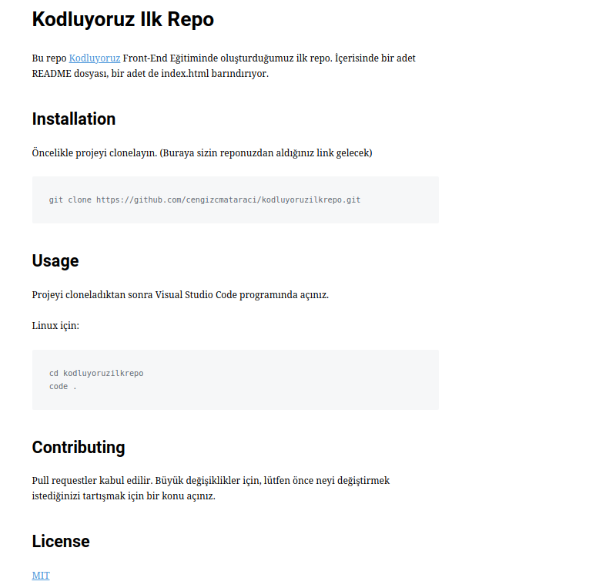 Kodluyoruz Ilk Repo
Bu repo Kodluyoruz Front-End Eğitiminde oluşturduğumuz ilk repo. İçerisinde bir adet
README dosyası, bir adet de index.html barındırıyor.
Installation
Öncelikle projeyi clonelayın. (Buraya sizin reponuzdan aldığınız link gelecek)
git clone https://github.com/cengizcmataraci/kodluyoruzilkrepo.git
Usage
Projeyi cloneladıktan sonra Visual Studio Code programında açınız.
Linux için:
cd kodluyoruzilkrepo
code .
Contributing
Pull requestler kabul edilir. Büyük değişiklikler için, lütfen önce neyi değiştirmek
istediğinizi tartışmak için bir konu açınız.
License
MIT